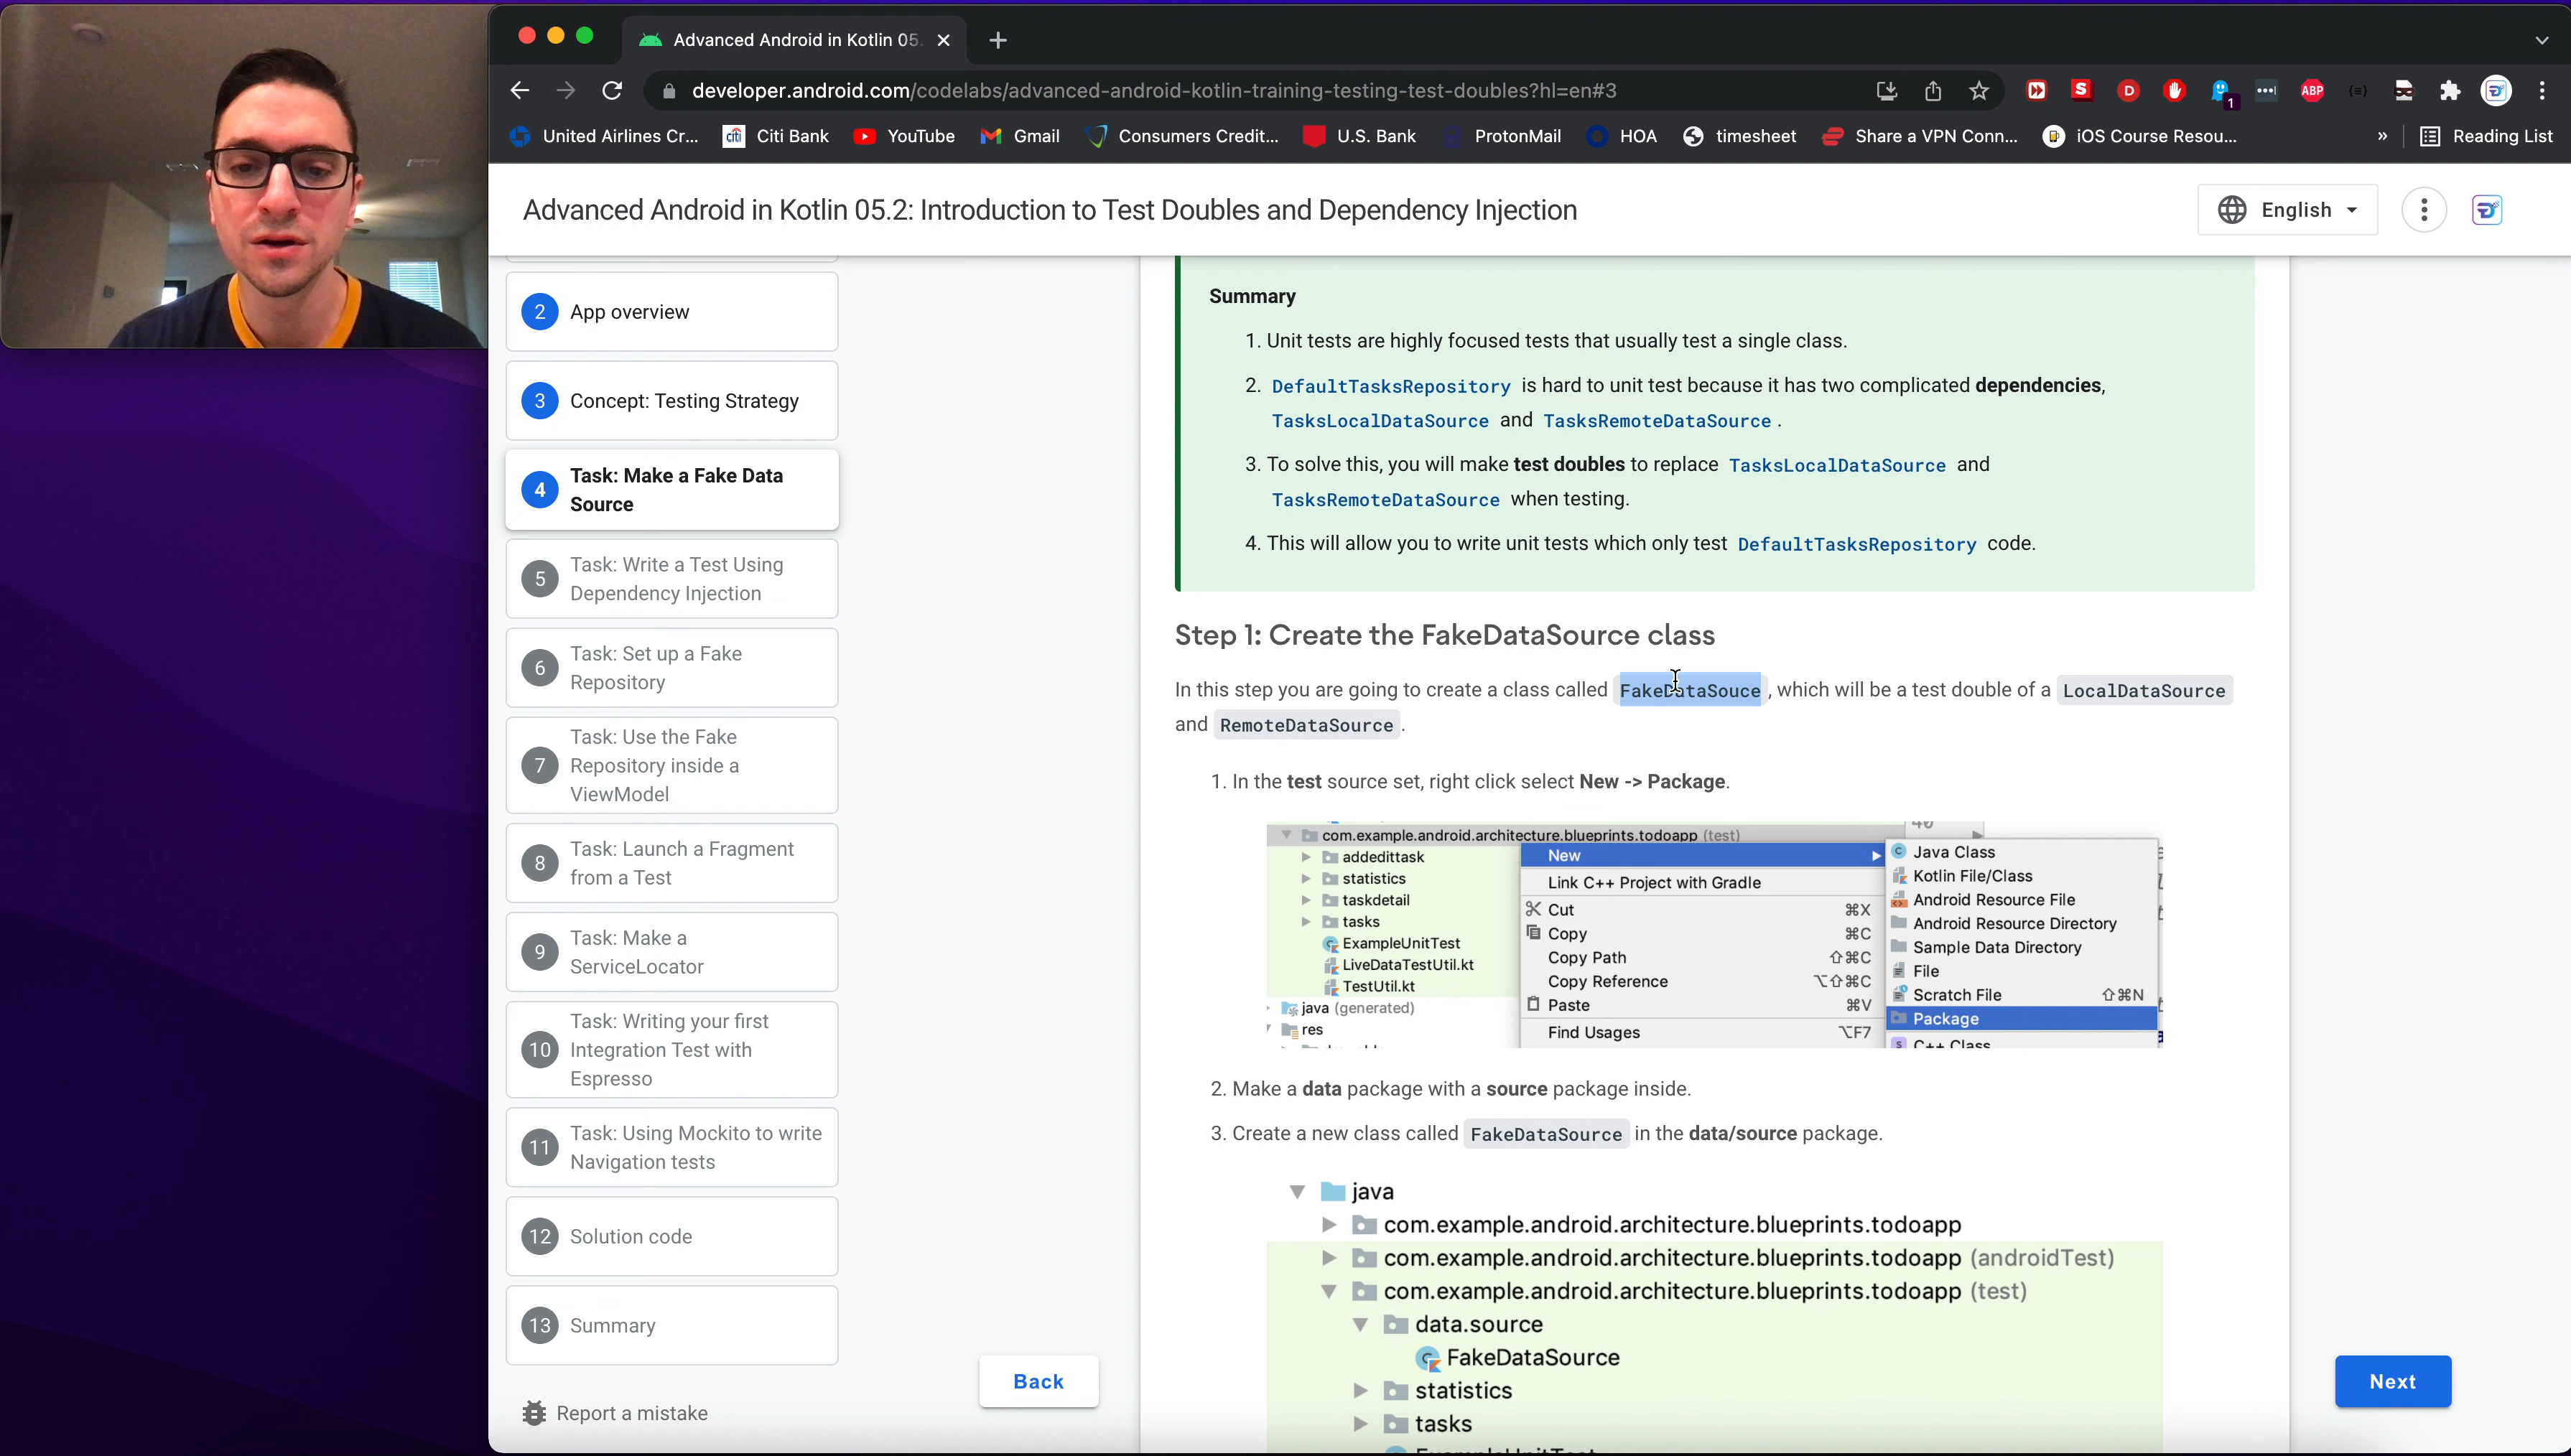 Advanced Android in Kotlin 05.
developer.android.com/codelabs/advanced-android-kotlin-training-testing-test-doubles?hl=en#3
S
D
1
ABP
United Airlines Cr...
citi
Citi Bank
YouTube
Gmail
Consumers Credit...
U.S. Bank
ProtonMail
HOA
timesheet
Share a VPN Conn...
iOS Course Resou...
»
Reading List
Advanced Android in Kotlin 05.2: Introduction to Test Doubles and Dependency Injection
English
2 App overview
3 Concept: Testing Strategy
4 Task: Make a Fake Data
Source
5 Task: Write a Test Using
Dependency Injection
6 Task: Set up a Fake
Repository
7 Task: Use the Fake
Repository inside a
ViewModel
8 Task: Launch a Fragment
from a Test
9 Task: Make a
ServiceLocator
10 Task: Writing your first
Integration Test with
Espresso
11 Task: Using Mockito to write
Navigation tests
12 Solution code
13 Summary
Report a mistake
Summary
1. Unit tests are highly focused tests that usually test a single class.
2. DefaultTasksRepository is hard to unit test because it has two complicated dependencies,
TasksLocalDataSource and TasksRemoteDataSource.
3. To solve this, you will make test doubles to replace TasksLocalDataSource and
TasksRemoteDataSource when testing.
4. This will allow you to write unit tests which only test DefaultTasksRepository code.
Step 1: Create the FakeDataSource class
In this step you are going to create a class called FakeDataSouce, which will be a test double of a LocalDataSource
and RemoteDataSource.
1. In the test source set, right click select New -> Package.
com.example.android.architecture.blueprints.todoapp (test)
addedittask
statistics
taskdetail
tasks
ExampleUnitTest
LiveDataTestUtil.kt
TestUtil.kt
java (generated)
res
New
Link C++ Project with Gradle
Cut ⌘X
Copy ⌘C
Copy Path ⇧⌘C
Copy Reference ⌥⇧⌘C
Paste ⌘V
Find Usages ⌥F7
Java Class
Kotlin File/Class
Android Resource File
Android Resource Directory
Sample Data Directory
File
Scratch File ⇧⌘N
Package
C++ Class
2. Make a data package with a source package inside.
3. Create a new class called FakeDataSource in the data/source package.
java
com.example.android.architecture.blueprints.todoapp
com.example.android.architecture.blueprints.todoapp (androidTest)
com.example.android.architecture.blueprints.todoapp (test)
data.source
FakeDataSource
statistics
tasks
ExampleUnitTest
Back
Next